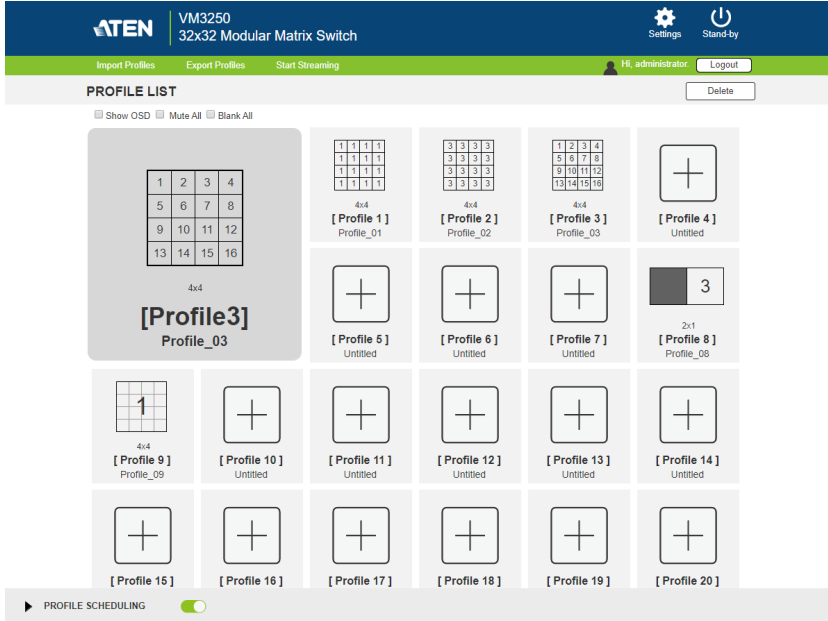 ATEN
VM3250
32x32 Modular Matrix Switch
Settings
Stand-by
Import Profiles
Export Profiles
Start Streaming
Hi, administrator.
Logout
PROFILE LIST
Delete
Show OSD
Mute All
Blank All
1 2 3 4
5 6 7 8
9 10 11 12
13 14 15 16
4x4
[Profile3]
Profile_03
1 1 1 1
1 1 1 1
1 1 1 1
1 1 1 1
4x4
[ Profile 1 ]
Profile_01
3 3 3 3
3 3 3 3
3 3 3 3
3 3 3 3
4x4
[ Profile 2 ]
Profile_02
1 2 3 4
5 6 7 8
9 10 11 12
13 14 15 16
4x4
[ Profile 3 ]
Profile_03
[ Profile 4 ]
Untitled
[ Profile 5 ]
Untitled
[ Profile 6 ]
Untitled
[ Profile 7 ]
Untitled
3
2x1
[ Profile 8 ]
Profile_08
1
4x4
[ Profile 9 ]
Profile_09
[ Profile 10 ]
Untitled
[ Profile 11 ]
Untitled
[ Profile 12 ]
Untitled
[ Profile 13 ]
Untitled
[ Profile 14 ]
Untitled
[ Profile 15 ]
[ Profile 16 ]
[ Profile 17 ]
[ Profile 18 ]
[ Profile 19 ]
[ Profile 20 ]
PROFILE SCHEDULING